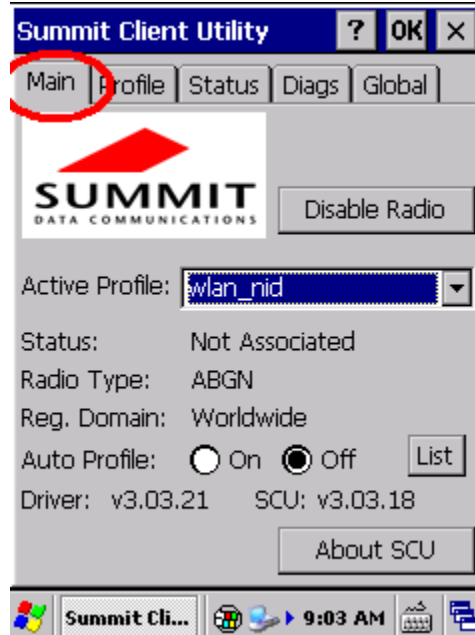 Summit Client Utility ? OK ×
Main Profile Status Diags Global
SUMMIT
DATA COMMUNICATIONS
Disable Radio
Active Profile: wlan_nid
Status: Not Associated
Radio Type: ABGN
Reg. Domain: Worldwide
Auto Profile: On Off List
Driver: v3.03.21 SCU: v3.03.18
About SCU
Summit Cli... 9:03 AM